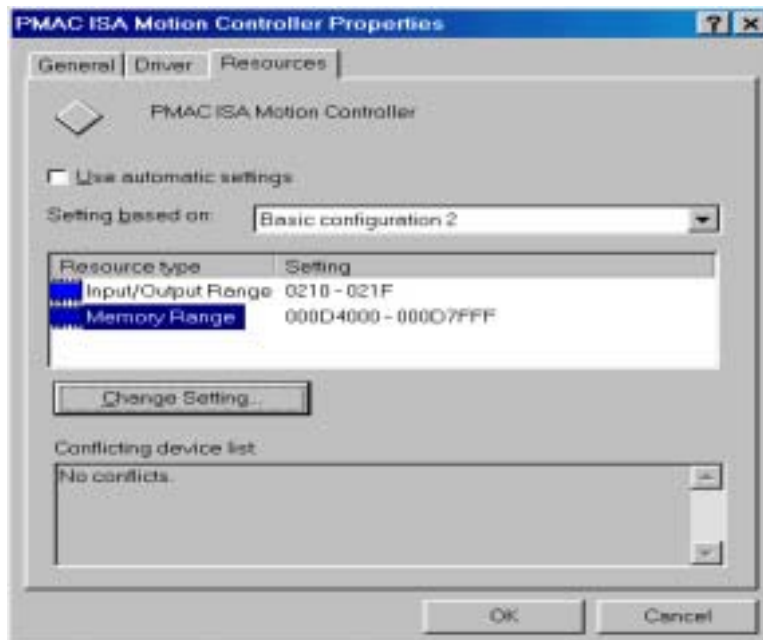 PMAC ISA Motion Controller Properties
General Driver Resources
PMAC ISA Motion Controller
Use automatic settings
Setting based on: Basic configuration 2
Resource type Setting
Input/Output Range 0210 - 021F
Memory Range 000D4000 - 000D7FFF
Change Setting...
Conflicting device list
No conflicts.
OK Cancel